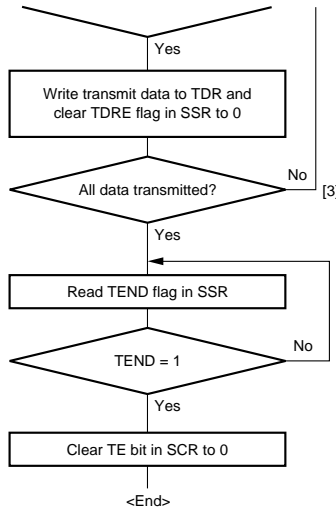 Yes
Write transmit data to TDR and
clear TDRE flag in SSR to 0
No
All data transmitted?
[3]
Yes
Read TEND flag in SSR
No
TEND = 1
Yes
Clear TE bit in SCR to 0
<End>